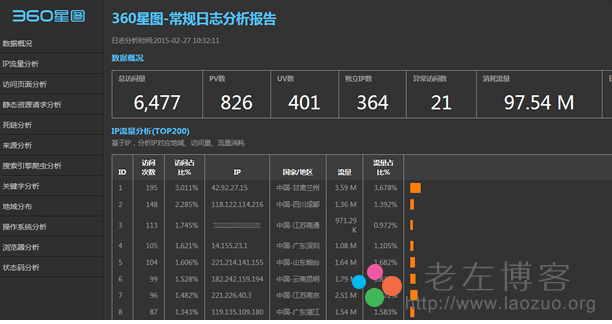 360星图
数据概况
IP流量分析
访问页面分析
静态资源请求分析
死链分析
来源分析
搜索引擎爬虫分析
关键字分析
地域分布
操作系统分析
浏览器分析
状态码分析
360星图-常规日志分析报告
日志分析时间:2015-02-27 10:32:11
数据概况
总访问量 PV数 UV数 独立IP数 异常访问数 消耗流量
6,477 826 401 364 21 97.54 M
IP流量分析(TOP200)
基于IP，分析IP对应地域、访问量、流量消耗
ID 访问次数 访问占比% IP 国家/地区 流量 流量占比%
1 195 3.011% 42.92.27.15 中国-甘肃兰州 3.59 M 3.678%
2 148 2.285% 118.122.114.216 中国-四川成都 1.36 M 1.392%
3 113 1.745% 中国-江苏南通 971.29 K 0.972%
4 105 1.621% 14.155.23.1 中国-广东深圳 1.08 M 1.105%
5 104 1.606% 221.214.141.155 中国-山东烟台 1.64 M 1.682%
6 99 1.528% 182.242.159.194 中国-云南昆明 1.79 M
7 96 1.482% 221.226.40.3 中国-江苏南京 2.51 M
8 87 1.343% 119.135.109.180 中国-广东湛江 1.54 M 1.583%
老左博客
http://www.laozuo.org